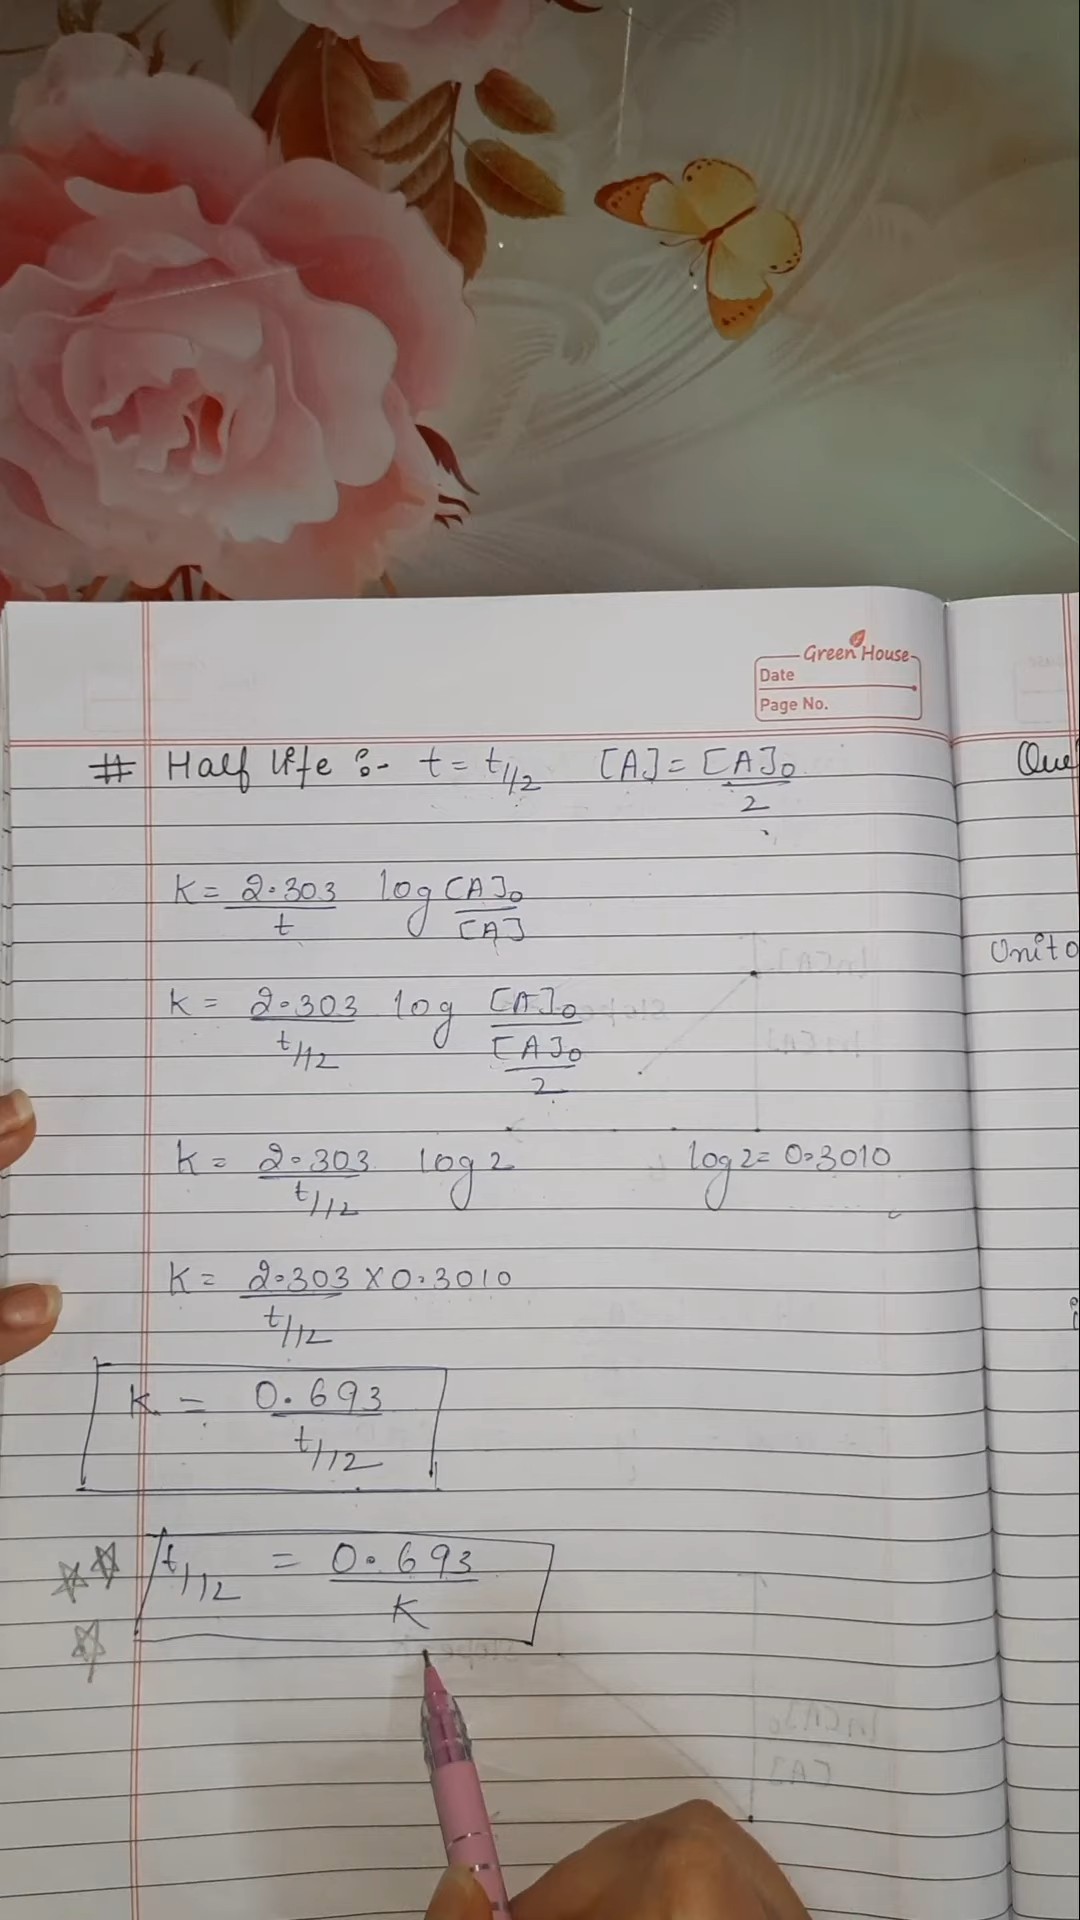 Green House
Date
Page No.
# Half life :- t = t1/2 [A] = [A]0/2
K = 2.303/t log [A]0/[A]
K = 2.303/t1/2 log [A]0/[A]0/2
K = 2.303/t1/2 log 2 log 2 = 0.3010
K = 2.303 × 0.3010/t1/2
K = 0.693/t1/2
t1/2 = 0.693/K
Que
Unit o